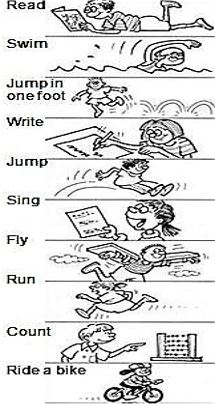 Read
Swim
Jump in
one foot
Write
Jump
Sing
Fly
Run
Count
Ride a bike